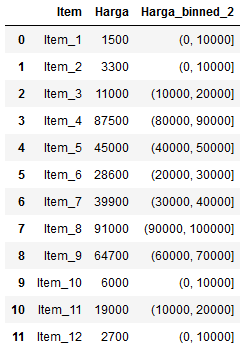 Item Harga Harga_binned_2
0 Item_1 1500 (0, 10000]
1 Item_2 3300 (0, 10000]
2 Item_3 11000 (10000, 20000]
3 Item_4 87500 (80000, 90000]
4 Item_5 45000 (40000, 50000]
5 Item_6 28600 (20000, 30000]
6 Item_7 39900 (30000, 40000]
7 Item_8 91000 (90000, 100000]
8 Item_9 64700 (60000, 70000]
9 Item_10 6000 (0, 10000]
10 Item_11 19000 (10000, 20000]
11 Item_12 2700 (0, 10000]